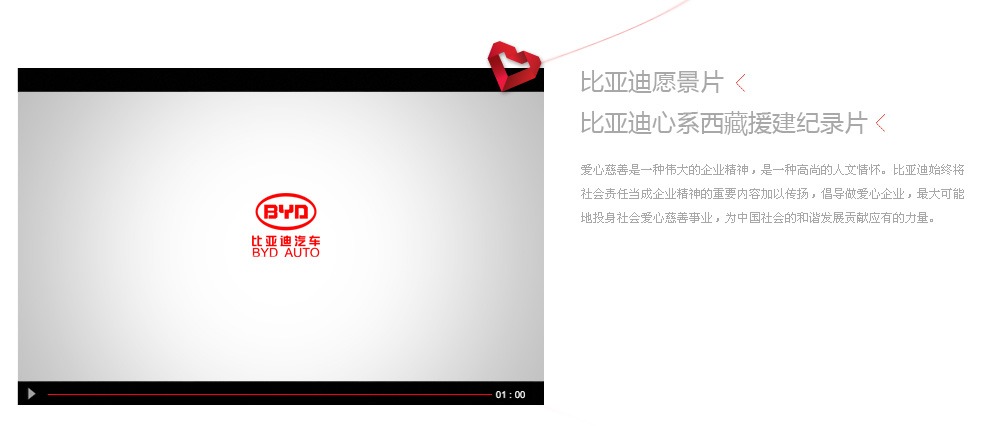 BYD
比亚迪汽车
BYD AUTO
01 : 00
比亚迪愿景片
比亚迪心系西藏援建纪录片
爱心慈善是一种伟大的企业精神，是一种高尚的人文情怀。比亚迪始终将
社会责任当成企业精神的重要内容加以传扬，倡导做爱心企业，最大可能
地投身社会爱心慈善事业，为中国社会的和谐发展贡献应有的力量。